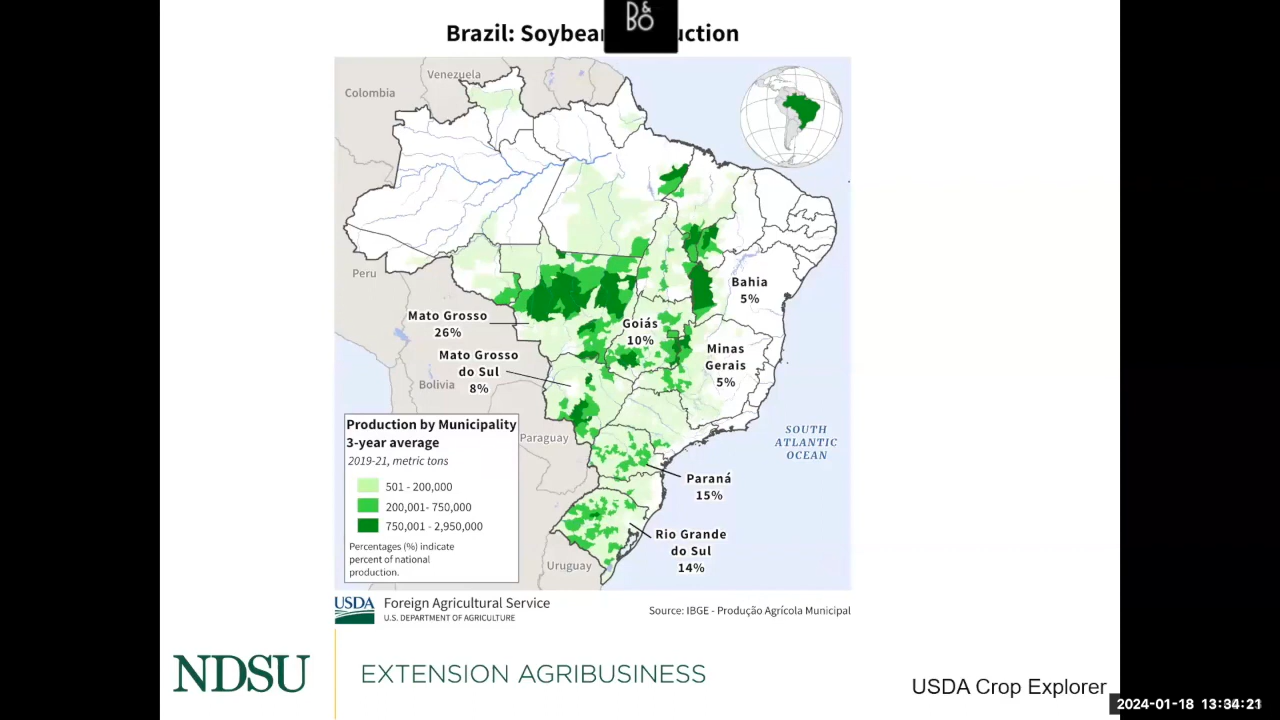 D&
BO
Brazil: Soybea uction
Venezuela
Colombia
Peru
Bahia
5%
Mato Grosso
26%
Goiás
10%
Mato Grosso
do Sul
8%
Minas
Gerais
5%
Bolivia
Production by Municipality
3-year average
2019-21, metric tons
501 - 200,000
200,001- 750,000
750,001 - 2,950,000
Percentages (%) indicate
percent of national
production.
Paraguay
SOUTH
ATLANTIC
OCEAN
Paraná
15%
Rio Grande
do Sul
14%
Uruguay
USDA
Foreign Agricultural Service
U.S. DEPARTMENT OF AGRICULTURE
Source: IBGE - Produção Agrícola Municipal
NDSU
EXTENSION AGRIBUSINESS
USDA Crop Explorer
2024-01-18 13:34:21